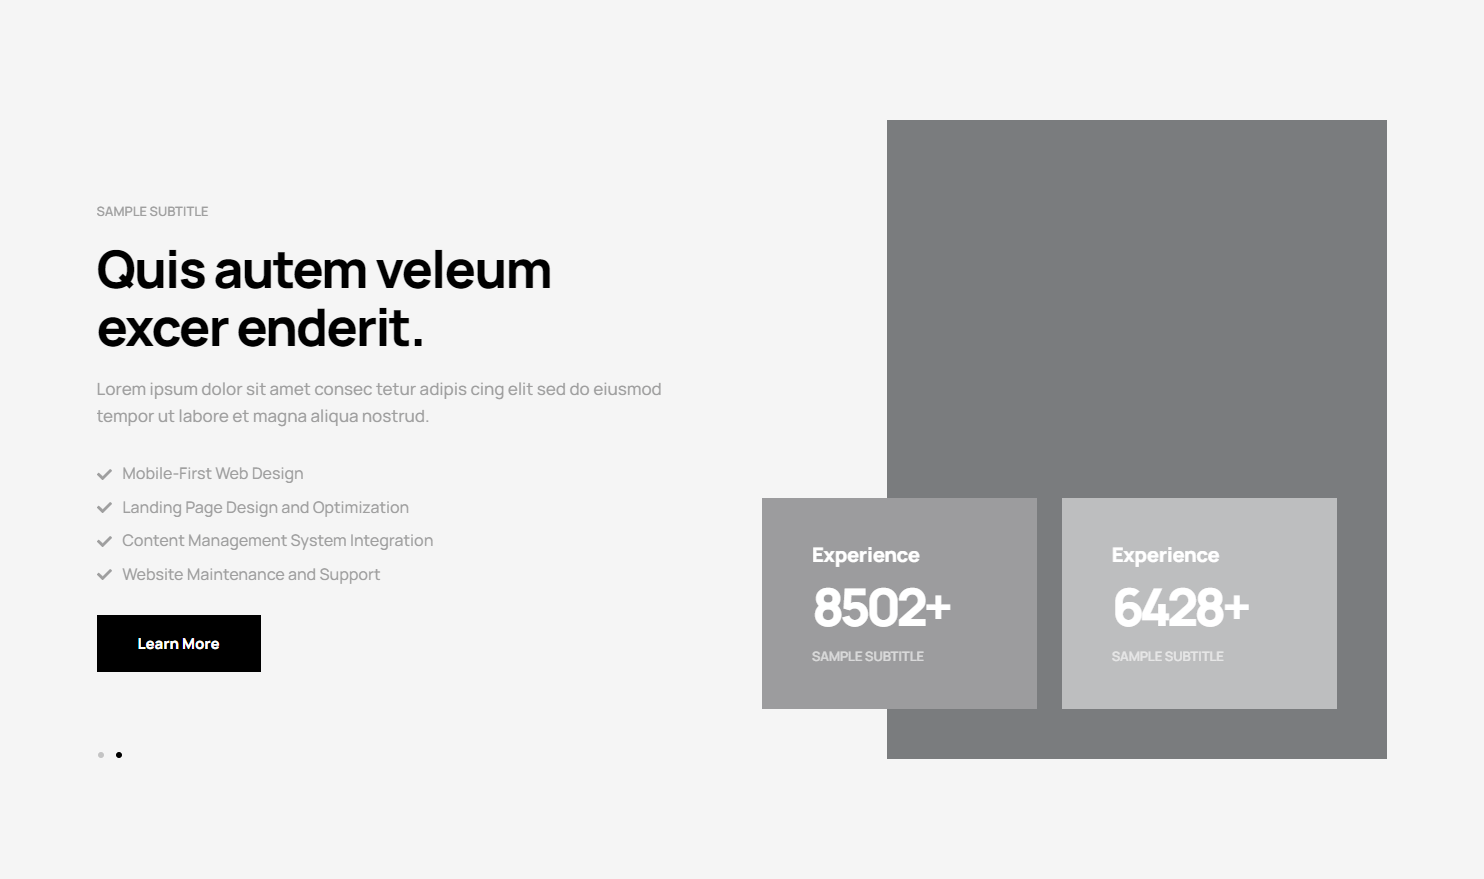 SAMPLE SUBTITLE
Quis autem veleum
excer enderit.
Lorem ipsum dolor sit amet consec tetur adipis cing elit sed do eiusmod
tempor ut labore et magna aliqua nostrud.
Mobile-First Web Design
Landing Page Design and Optimization
Content Management System Integration
Website Maintenance and Support
Learn More
Experience
8502+
SAMPLE SUBTITLE
Experience
6428+
SAMPLE SUBTITLE